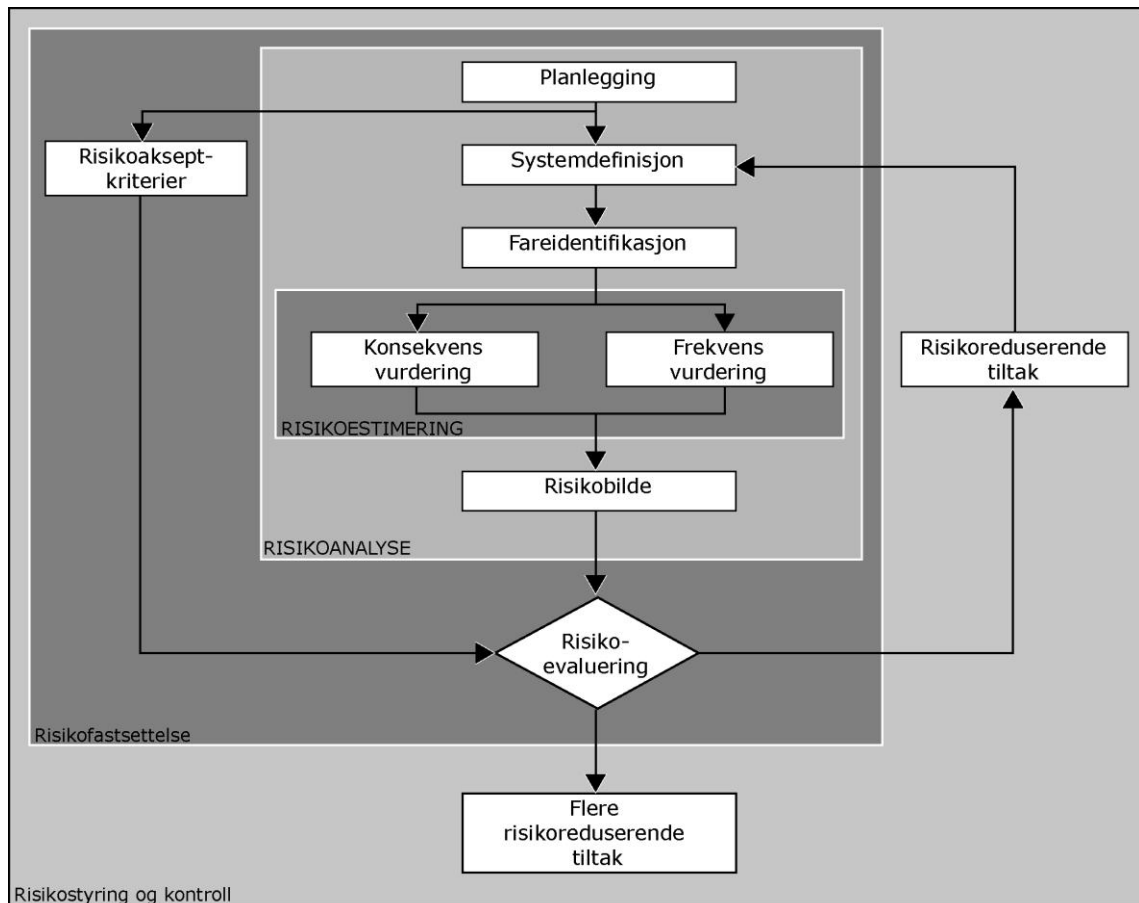 Planlegging
Risikoaksept-
kriterier
Systemdefinisjon
Fareidentifikasjon
Konsekvens
vurdering
Frekvens
vurdering
Risikoreduserende
tiltak
RISIKOESTIMERING
Risikobilde
RISIKOANALYSE
Risiko-
evaluering
Risikofastsettelse
Flere
risikoreduserende
tiltak
Risikostyring og kontroll